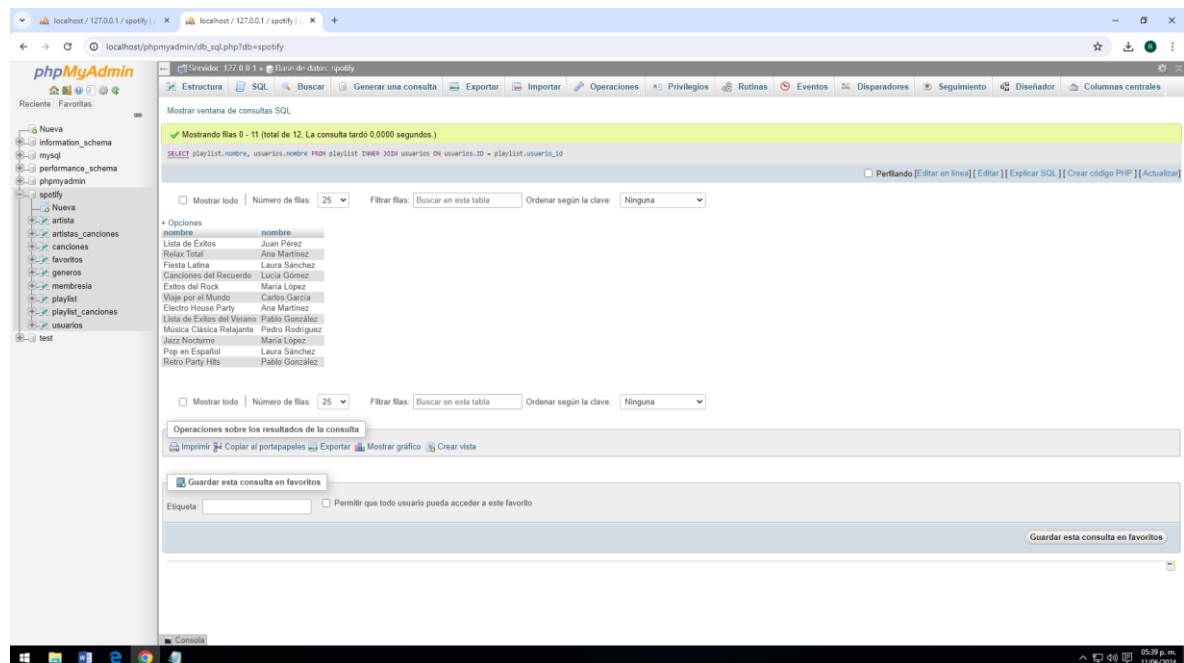 localhost / 127.0.0.1 / spotify |
localhost / 127.0.0.1 / spotify |
localhost/phpmyadmin/db_sql.php?db=spotify
R
phpMyAdmin
Reciente Favoritas
Nueva
information_schema
mysql
performance_schema
phpmyadmin
spotify
Nueva
artista
artistas_canciones
canciones
favoritos
generos
membresia
playlist
playlist_canciones
usuarios
test
Servidor: 127.0.0.1 » Base de datos: spotify
Estructura SQL Buscar Generar una consulta Exportar Importar Operaciones Privilegios Rutinas Eventos Disparadores Seguimiento Diseñador Columnas centrales
Mostrar ventana de consultas SQL
Mostrando filas 0 - 11 (total de 12, La consulta tardó 0,0000 segundos.)
SELECT playlist.nombre, usuarios.nombre FROM playlist INNER JOIN usuarios ON usuarios.ID = playlist.usuario_id
Perfilando [Editar en línea] [ Editar ] [ Explicar SQL ] [ Crear código PHP ] [ Actualizar]
Mostrar todo | Número de filas: 25 Filtrar filas: Buscar en esta tabla Ordenar según la clave: Ninguna
+ Opciones
nombre nombre
Lista de Éxitos Juan Pérez
Relax Total Ana Martínez
Fiesta Latina Laura Sánchez
Canciones del Recuerdo Lucía Gómez
Exitos del Rock María López
Viaje por el Mundo Carlos García
Electro House Party Ana Martínez
Lista de Exitos del Verano Pablo González
Música Clásica Relajante Pedro Rodríguez
Jazz Nocturno María López
Pop en Español Laura Sánchez
Retro Party Hits Pablo González
Mostrar todo | Número de filas: 25 Filtrar filas: Buscar en esta tabla Ordenar según la clave: Ninguna
Operaciones sobre los resultados de la consulta
Imprimir Copiar al portapapeles Exportar Mostrar gráfico Crear vista
Guardar esta consulta en favoritos
Etiqueta: Permitir que todo usuario pueda acceder a este favorito
Guardar esta consulta en favoritos
Consola
05:39 p. m.
11/06/2024